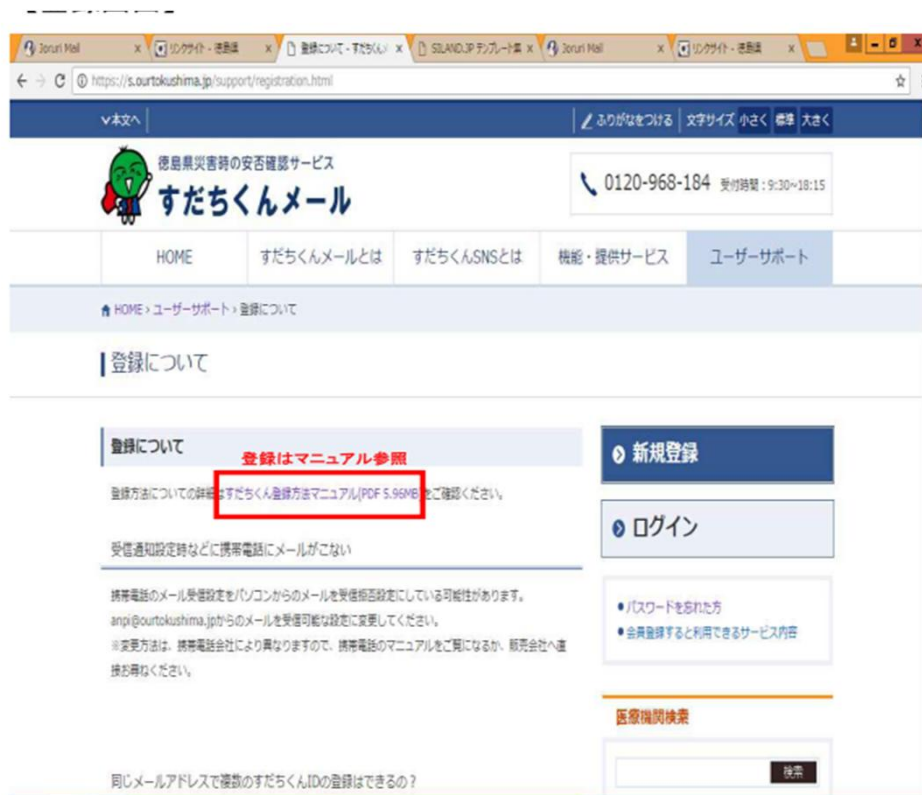 Joruri Mail
リンクサイト - 徳島県
登録について - すだちくん
SILAND.JP テンプレート集
Joruri Mail
リンクサイト - 徳島県
https://s.ourtokushima.jp/support/registration.html
∨本文へ
ふりがなをつける 文字サイズ 小さく 標準 大きく
徳島県災害時の安否確認サービス
すだちくんメール
0120-968-184 受付時間：9:30~18:15
HOME すだちくんメールとは すだちくんSNSとは 機能・提供サービス ユーザーサポート
HOME › ユーザーサポート › 登録について
登録について
登録について
登録はマニュアル参照
登録方法についての詳細はすだちくん登録方法マニュアル(PDF 5.96MB)をご確認ください。
受信通知設定時などに携帯電話にメールがこない
携帯電話のメール受信設定をパソコンからのメールを受信拒否設定にしている可能性があります。
anpi@ourtokushima.jpからのメールを受信可能な設定に変更してください。
※変更方法は、携帯電話会社により異なりますので、携帯電話のマニュアルをご覧になるか、販売会社へ直
接お尋ねください。
同じメールアドレスで複数のすだちくんIDの登録はできるの？
新規登録
ログイン
●パスワードを忘れた方
●会員登録すると利用できるサービス内容
医療機関検索
検索